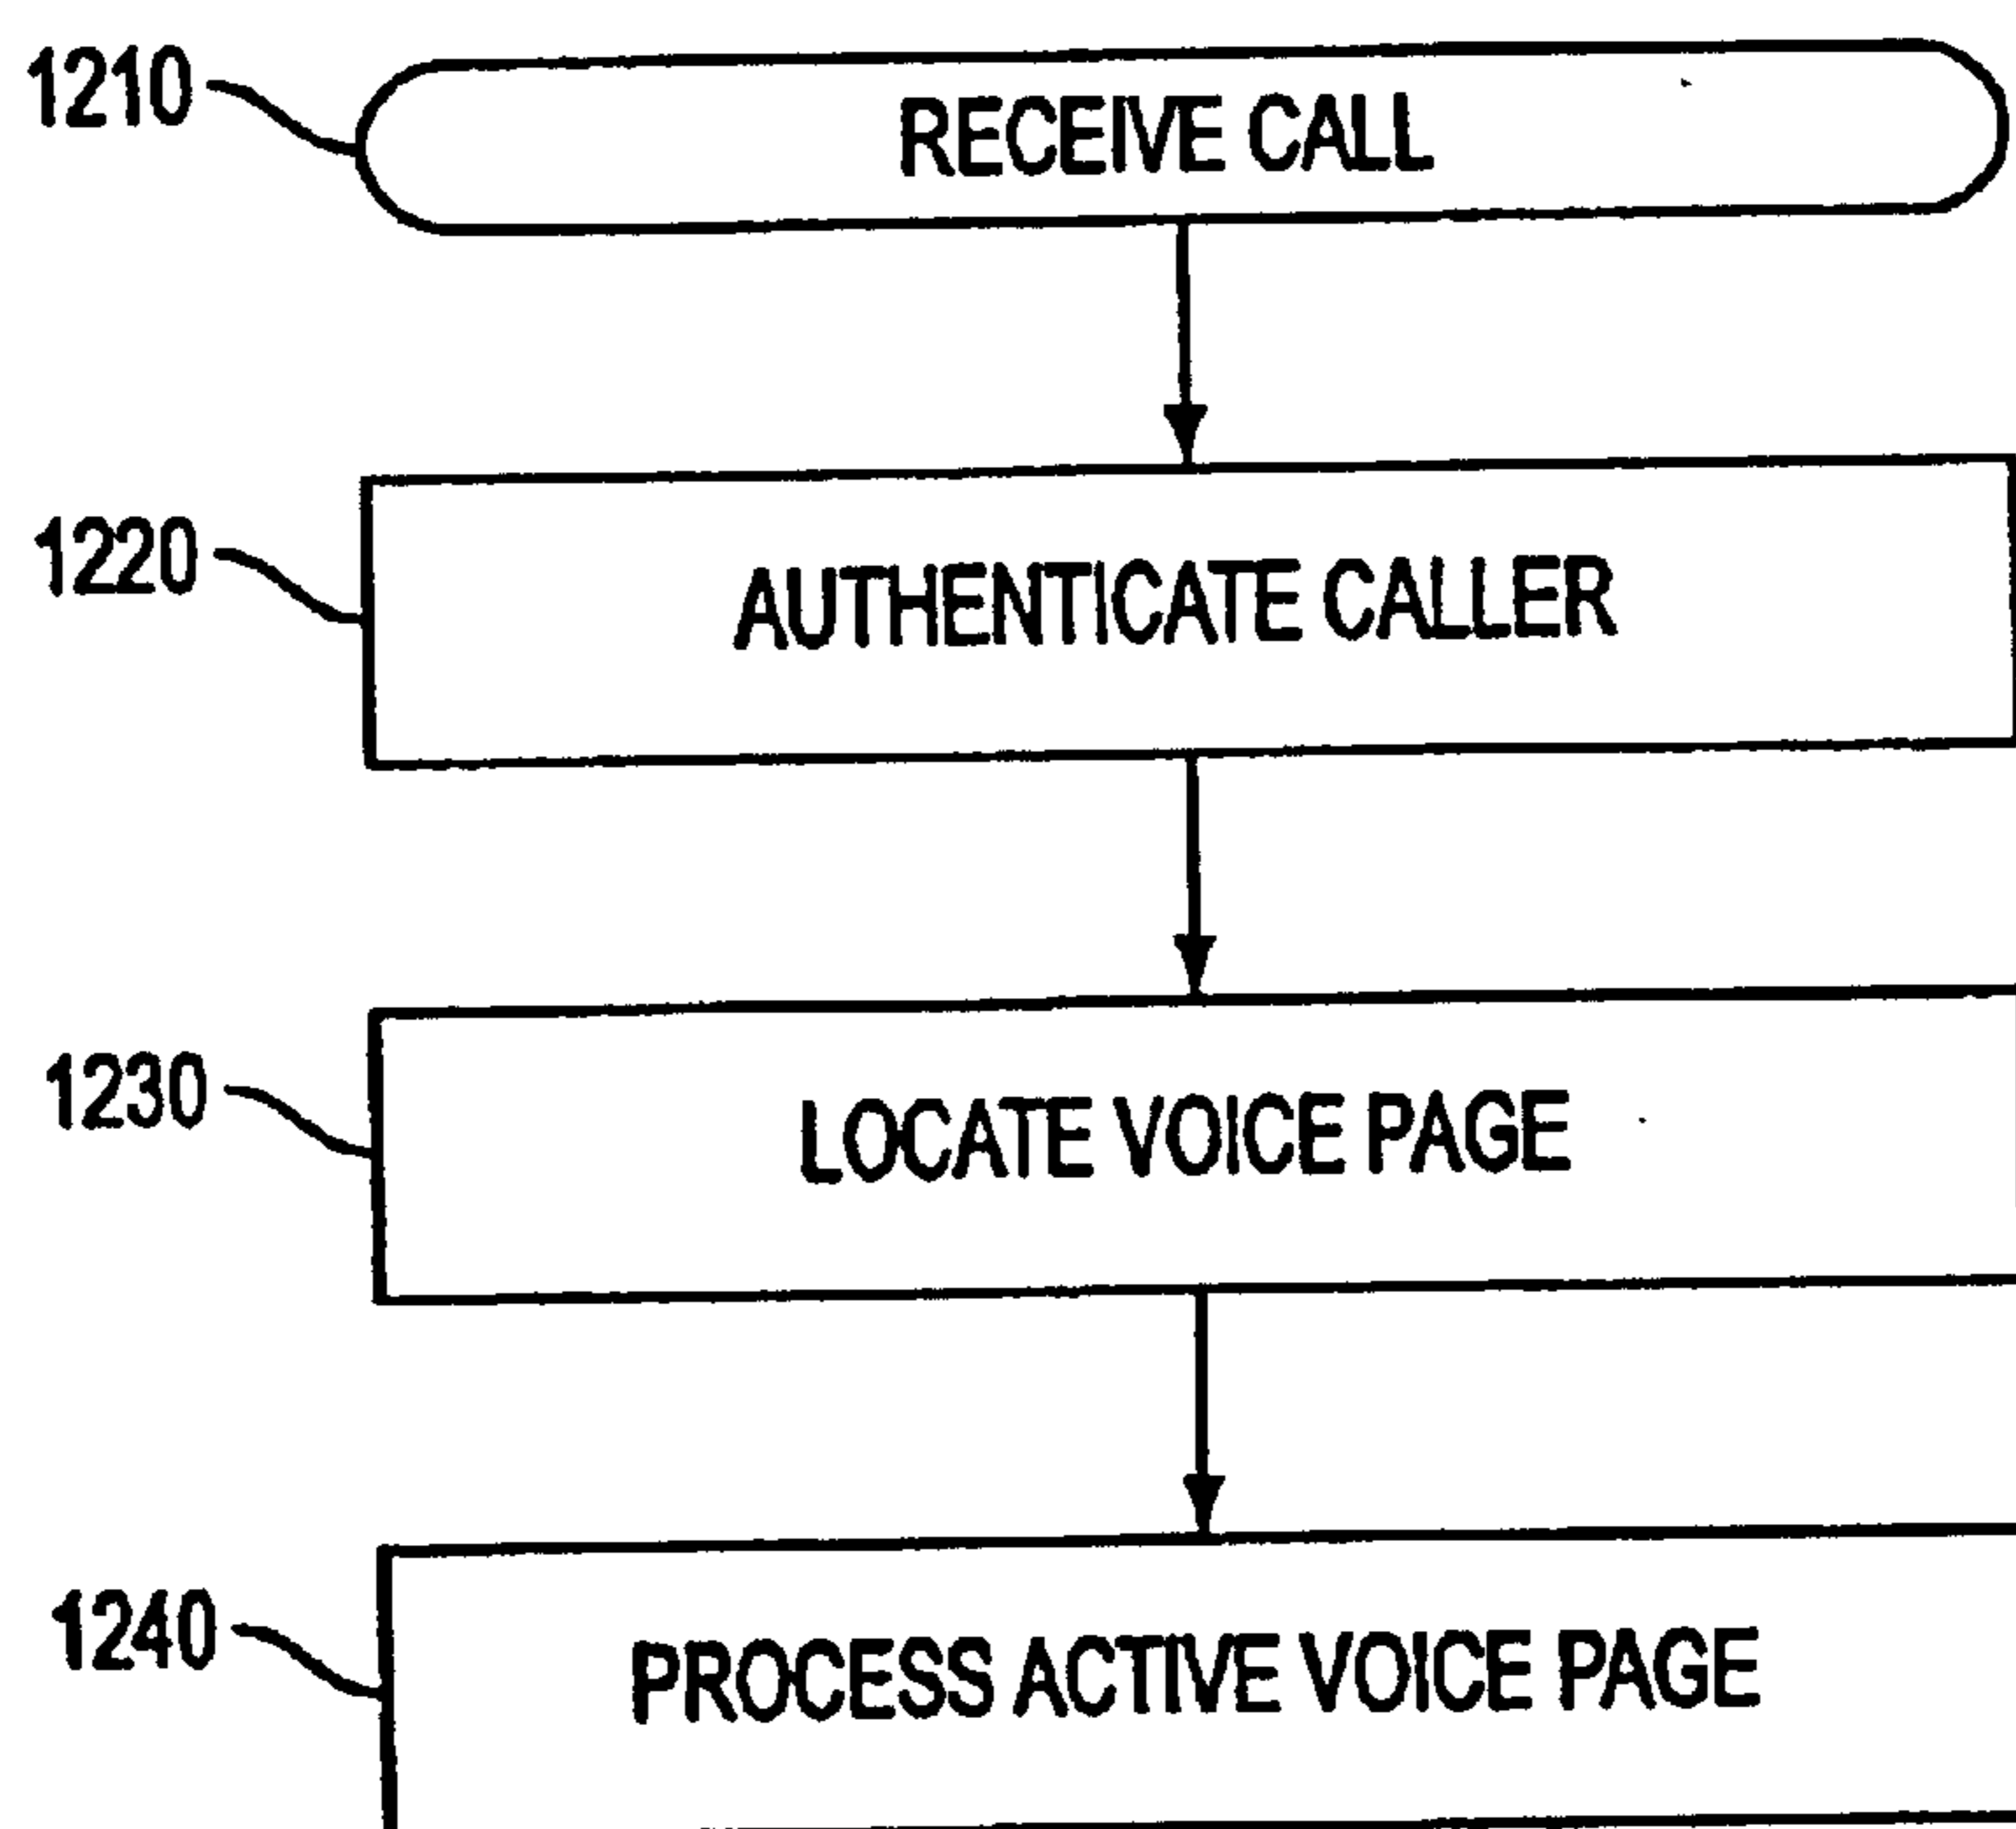 1210
RECEIVE CALL
1220
AUTHENTICATE CALLER
1230
LOCATE VOICE PAGE
1240
PROCESS ACTIVE VOICE PAGE